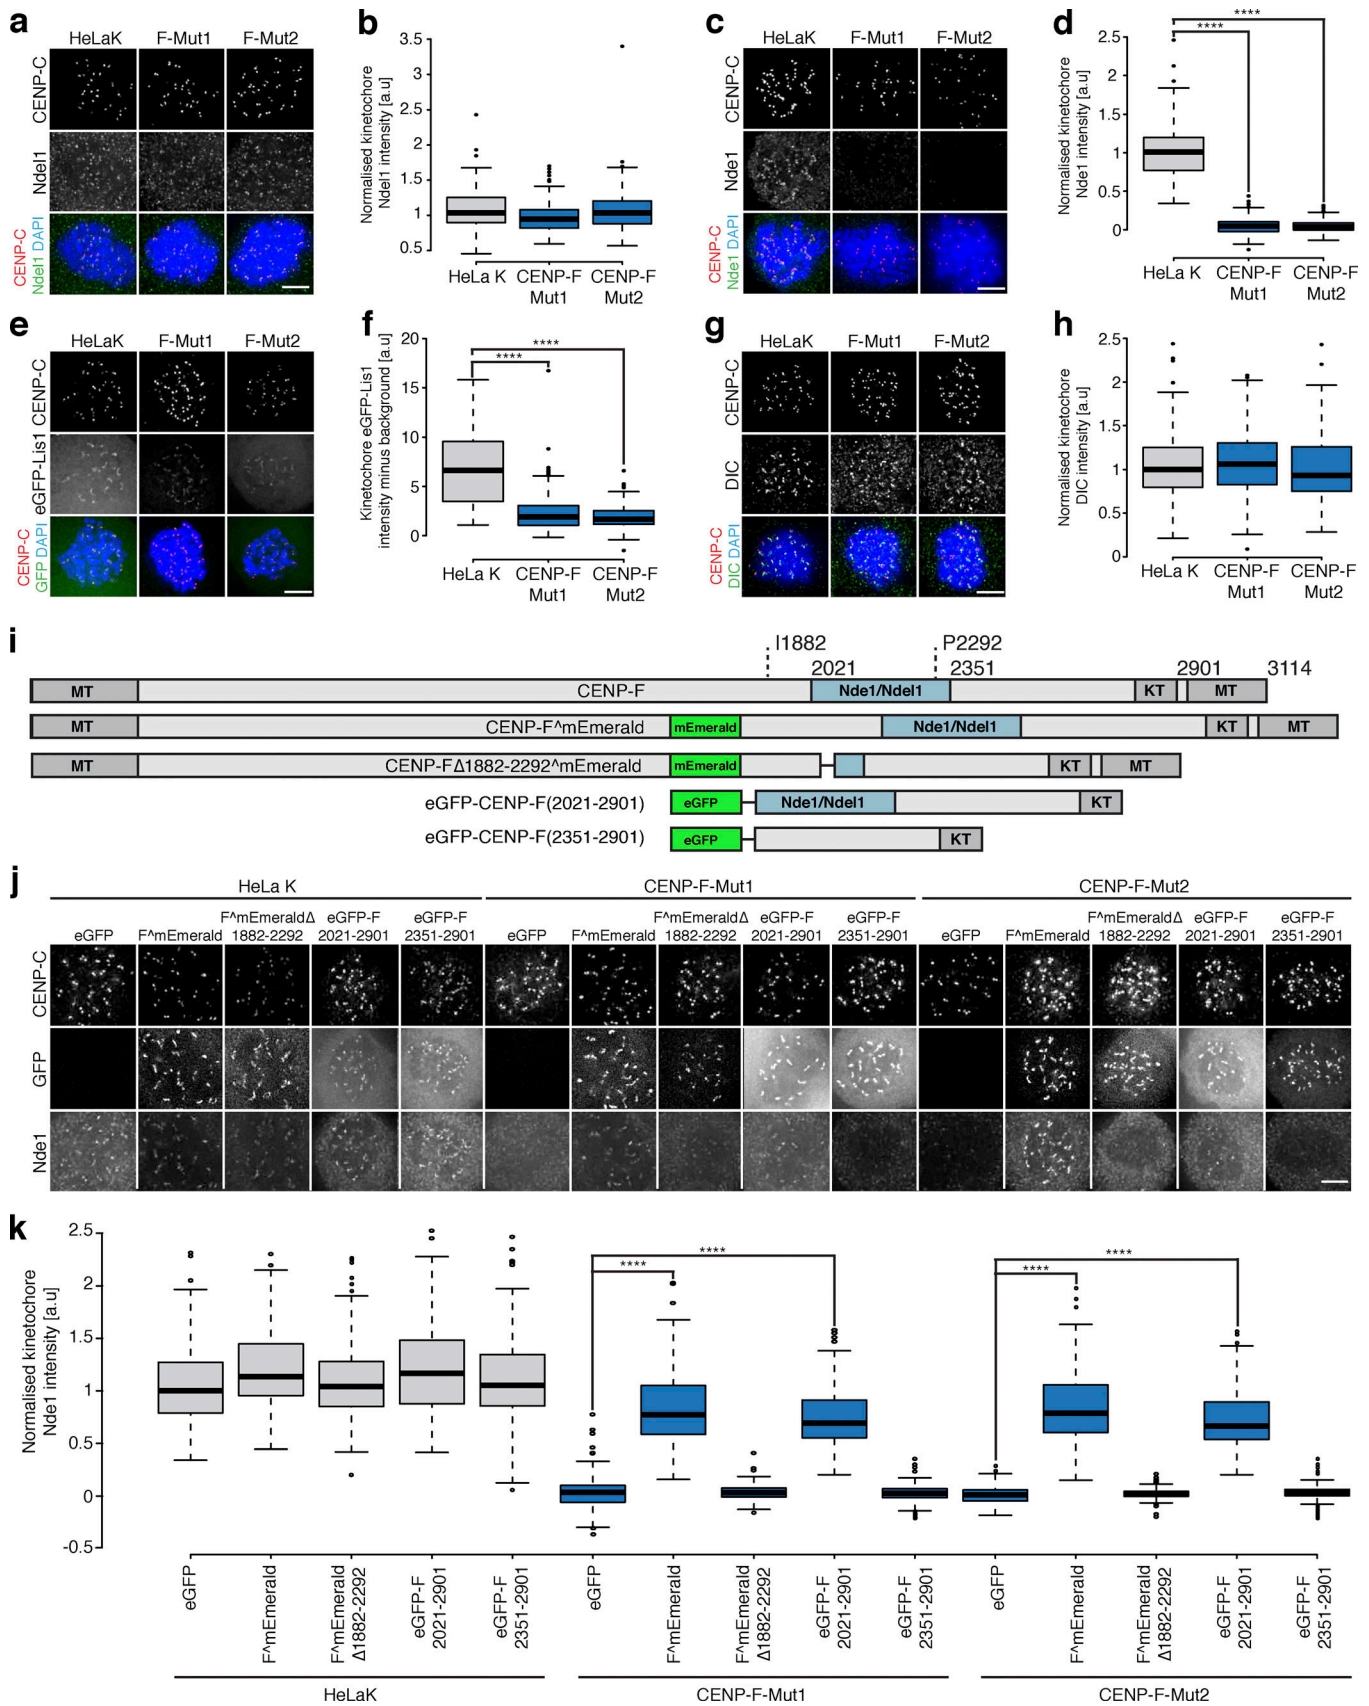 a
HeLaK F-Mut1 F-Mut2
CENP-C
Ndel1
CENP-C
Ndel1 DAPI
b
Normalised kinetochore
Ndel1 intensity [a.u]
3.5
3
2.5
2
1.5
1
0.5
HeLa K CENP-F Mut1 CENP-F Mut2
c
HeLaK F-Mut1 F-Mut2
CENP-C
Nde1
CENP-C
Nde1 DAPI
d
Normalised kinetochore
Nde1 intensity [a.u]
****
****
2.5
2
1.5
1
0.5
0
HeLa K CENP-F Mut1 CENP-F Mut2
e
HeLaK F-Mut1 F-Mut2
CENP-C
eGFP-Lis1
CENP-C
GFP DAPI
f
Kinetochore eGFP-Lis1
intensity minus background [a.u]
****
****
20
15
10
5
0
HeLa K CENP-F Mut1 CENP-F Mut2
g
HeLaK F-Mut1 F-Mut2
CENP-C
DIC
CENP-C
DIC DAPI
h
Normalised kinetochore
DIC intensity [a.u]
2.5
2
1.5
1
0.5
0
HeLa K CENP-F Mut1 CENP-F Mut2
i
I1882 P2292
2021 2351 2901 3114
MT CENP-F Nde1/Ndel1 KT MT
MT CENP-F^mEmerald mEmerald Nde1/Ndel1 KT MT
MT CENP-FΔ1882-2292^mEmerald mEmerald KT MT
eGFP-CENP-F(2021-2901) eGFP Nde1/Ndel1 KT
eGFP-CENP-F(2351-2901) eGFP KT
j
HeLa K CENP-F-Mut1 CENP-F-Mut2
eGFP F^mEmerald F^mEmeraldΔ 1882-2292 eGFP-F 2021-2901 eGFP-F 2351-2901 eGFP F^mEmerald F^mEmeraldΔ 1882-2292 eGFP-F 2021-2901 eGFP-F 2351-2901 eGFP F^mEmerald F^mEmeraldΔ 1882-2292 eGFP-F 2021-2901 eGFP-F 2351-2901
CENP-C
GFP
Nde1
k
Normalised kinetochore
Nde1 intensity [a.u]
2.5
2
1.5
1
0.5
0
-0.5
****
****
****
****
eGFP F^mEmerald F^mEmerald Δ1882-2292 eGFP-F 2021-2901 eGFP-F 2351-2901 eGFP F^mEmerald F^mEmerald Δ1882-2292 eGFP-F 2021-2901 eGFP-F 2351-2901 eGFP F^mEmerald F^mEmerald Δ1882-2292 eGFP-F 2021-2901 eGFP-F 2351-2901
HeLaK CENP-F-Mut1 CENP-F-Mut2